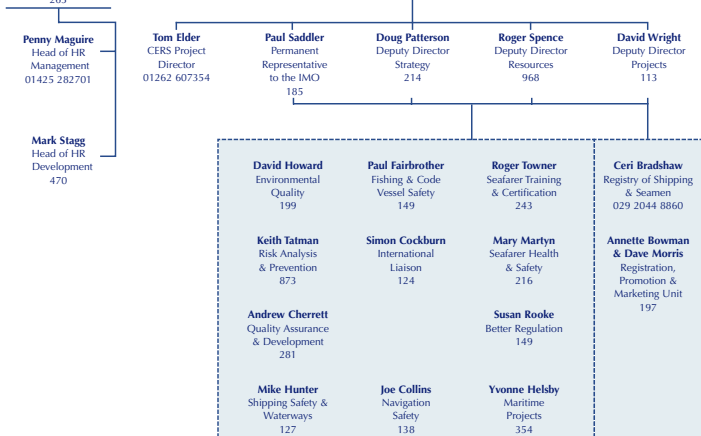 265
Penny Maguire
Head of HR
Management
01425 282701
Mark Stagg
Head of HR
Development
470
Tom Elder
CERS Project
Director
01262 607354
Paul Saddler
Permanent
Representative
to the IMO
185
Doug Patterson
Deputy Director
Strategy
214
Roger Spence
Deputy Director
Resources
968
David Wright
Deputy Director
Projects
113
David Howard
Environmental
Quality
199
Paul Fairbrother
Fishing & Code
Vessel Safety
149
Roger Towner
Seafarer Training
& Certification
243
Ceri Bradshaw
Registry of Shipping
& Seamen
029 2044 8860
Keith Tatman
Risk Analysis
& Prevention
873
Simon Cockburn
International
Liaison
124
Mary Martyn
Seafarer Health
& Safety
216
Annette Bowman
& Dave Morris
Registration,
Promotion &
Marketing Unit
197
Andrew Cherrett
Quality Assurance
& Development
281
Susan Rooke
Better Regulation
149
Mike Hunter
Shipping Safety &
Waterways
127
Joe Collins
Navigation
Safety
138
Yvonne Helsby
Maritime
Projects
354